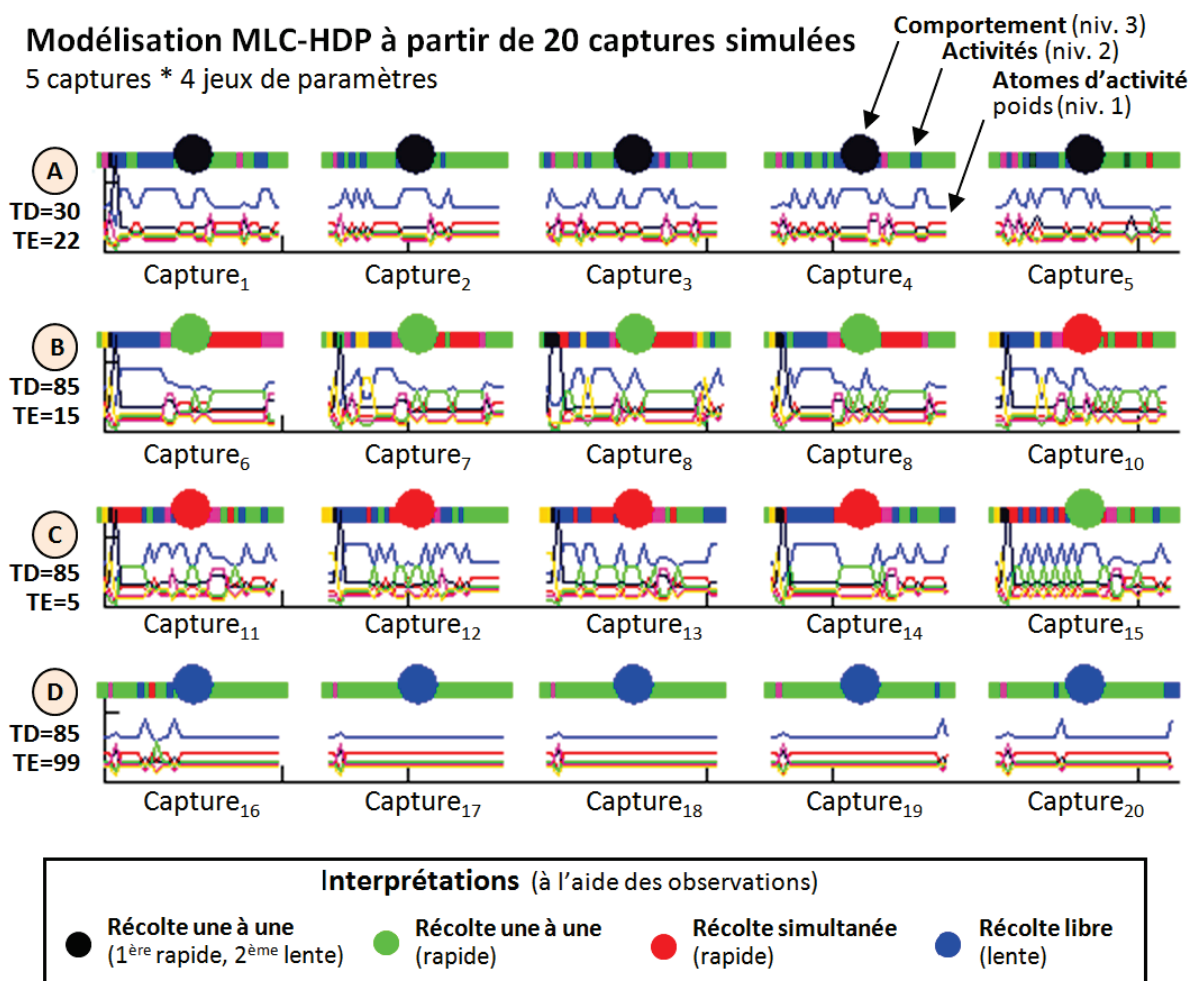 Modélisation MLC-HDP à partir de 20 captures simulées
5 captures * 4 jeux de paramètres
Comportement (niv. 3)
Activités (niv. 2)
Atomes d'activité
poids (niv. 1)
A
TD=30
TE=22
Capture1 Capture2 Capture3 Capture4 Capture5
B
TD=85
TE=15
Capture6 Capture7 Capture8 Capture8 Capture10
C
TD=85
TE=5
Capture11 Capture12 Capture13 Capture14 Capture15
D
TD=85
TE=99
Capture16 Capture17 Capture18 Capture19 Capture20
Interprétations (à l'aide des observations)
Récolte une à une Récolte une à une Récolte simultanée Récolte libre
(1ère rapide, 2ème lente) (rapide) (rapide) (lente)